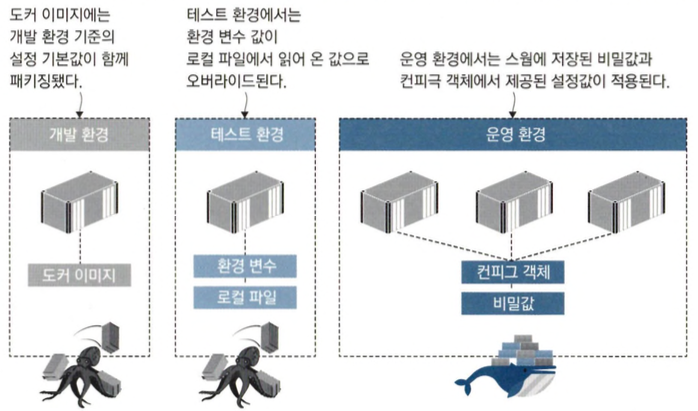 도커 이미지에는
개발 환경 기준의
설정 기본값이 함께
패키징됐다.
테스트 환경에서는
환경 변수 값이
로컬 파일에서 읽어 온 값으로
오버라이드된다.
운영 환경에서는 스웜에 저장된 비밀값과
컨피극 객체에서 제공된 설정값이 적용된다.
개발 환경
테스트 환경
운영 환경
도커 이미지
환경 변수
로컬 파일
컨피그 객체
비밀값